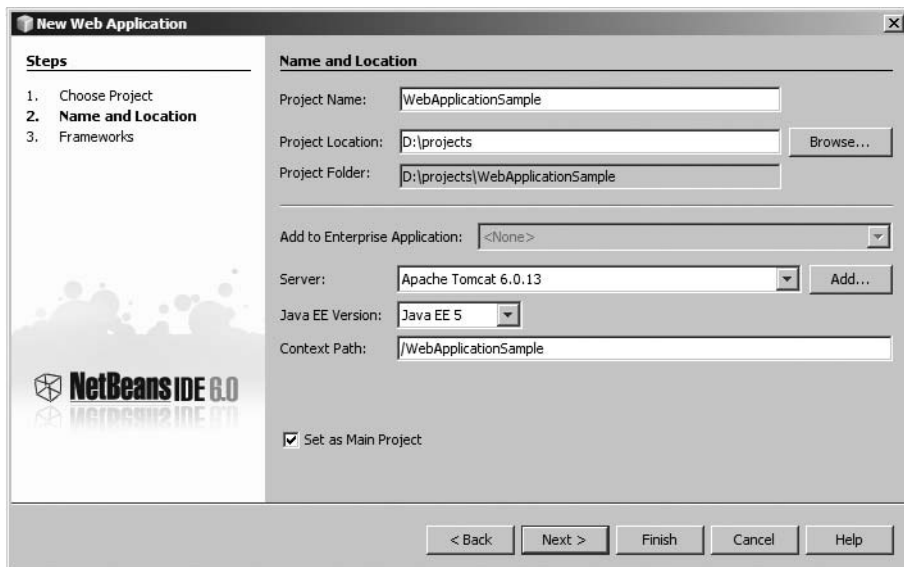 New Web Application
Steps
1. Choose Project
2. Name and Location
3. Frameworks
NetBeans IDE 6.0
Name and Location
Project Name: WebApplicationSample
Project Location: D:\projects Browse...
Project Folder: D:\projects\WebApplicationSample
Add to Enterprise Application: <None>
Server: Apache Tomcat 6.0.13 Add...
Java EE Version: Java EE 5
Context Path: /WebApplicationSample
Set as Main Project
< Back Next > Finish Cancel Help